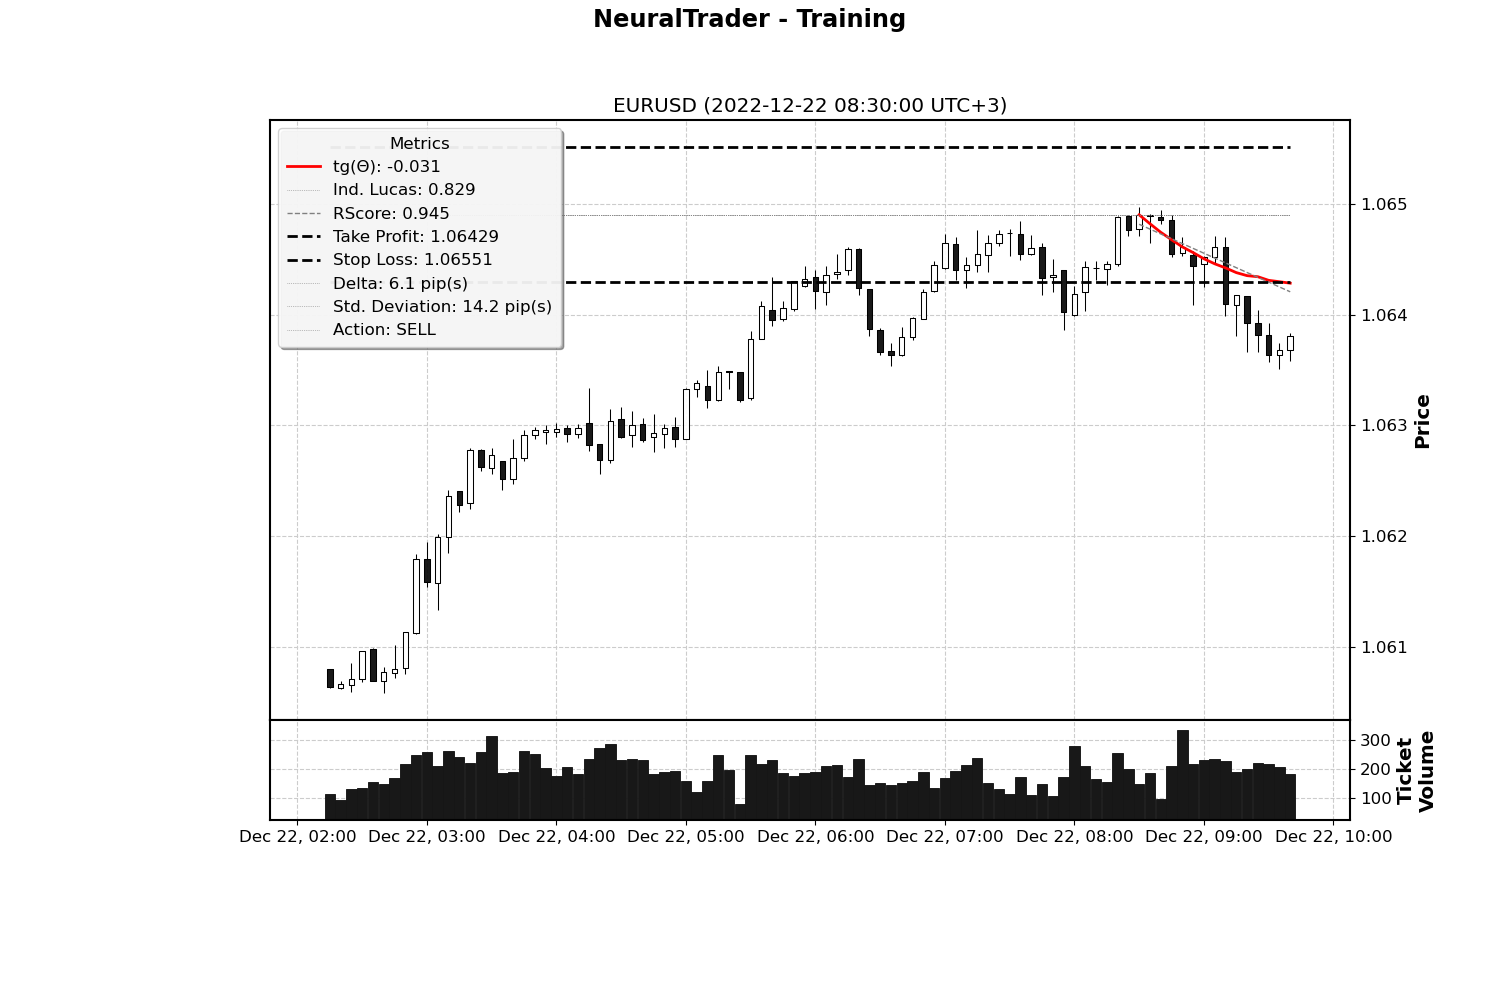 NeuralTrader - Training
EURUSD (2022-12-22 08:30:00 UTC+3)
Metrics
tg(Θ): -0.031
Ind. Lucas: 0.829
RScore: 0.945
Take Profit: 1.06429
Stop Loss: 1.06551
Delta: 6.1 pip(s)
Std. Deviation: 14.2 pip(s)
Action: SELL
1.065
1.064
1.063
1.062
1.061
Price
300
200
100
Ticket
Volume
Dec 22, 02:00
Dec 22, 03:00
Dec 22, 04:00
Dec 22, 05:00
Dec 22, 06:00
Dec 22, 07:00
Dec 22, 08:00
Dec 22, 09:00
Dec 22, 10:00